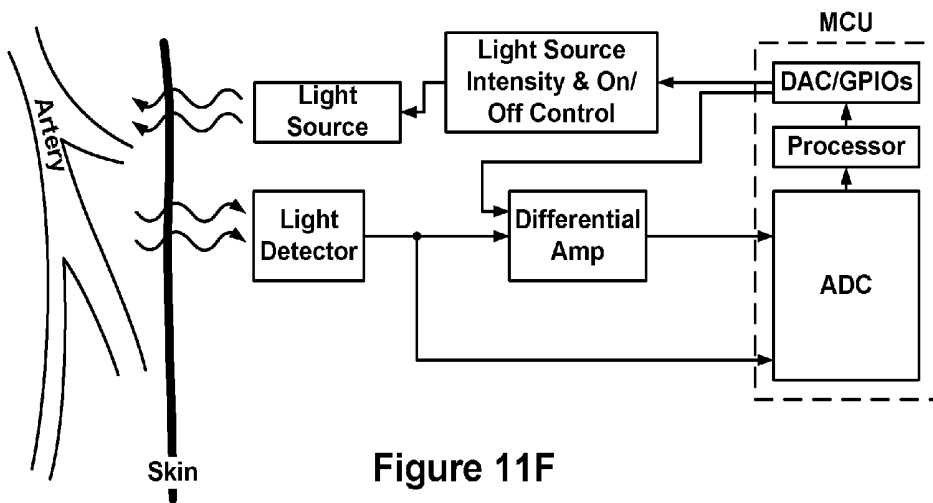 MCU
Light Source
Intensity & On/
Off Control
DAC/GPIOs
Light
Source
Processor
Artery
Light
Detector
Differential
Amp
ADC
Skin
Figure 11F